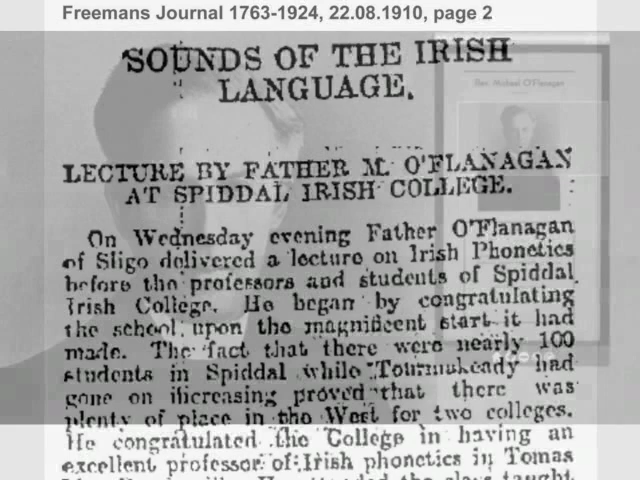 Freemans Journal 1763-1924, 22.08.1910, page 2
SOUNDS OF THE IRISH
LANGUAGE.
Rev. Michael O'Flanagan
LECTURE BY FATHER M. O'FLANAGAN
AT SPIDDAL IRISH COLLEGE.
On Wednesday evening Father O'Flanagan
of Sligo delivered a lecture on Irish Phonetics
before the professors and students of Spiddal
Irish College. He began by congratulating
the school upon the magnificent start it had
made. The fact that there were nearly 100
students in Spiddal while Tourmakeady had
gone on increasing proved that there was
plenty of place in the West for two colleges.
He congratulated the College in having an
excellent professor of Irish phonetics in Tomas